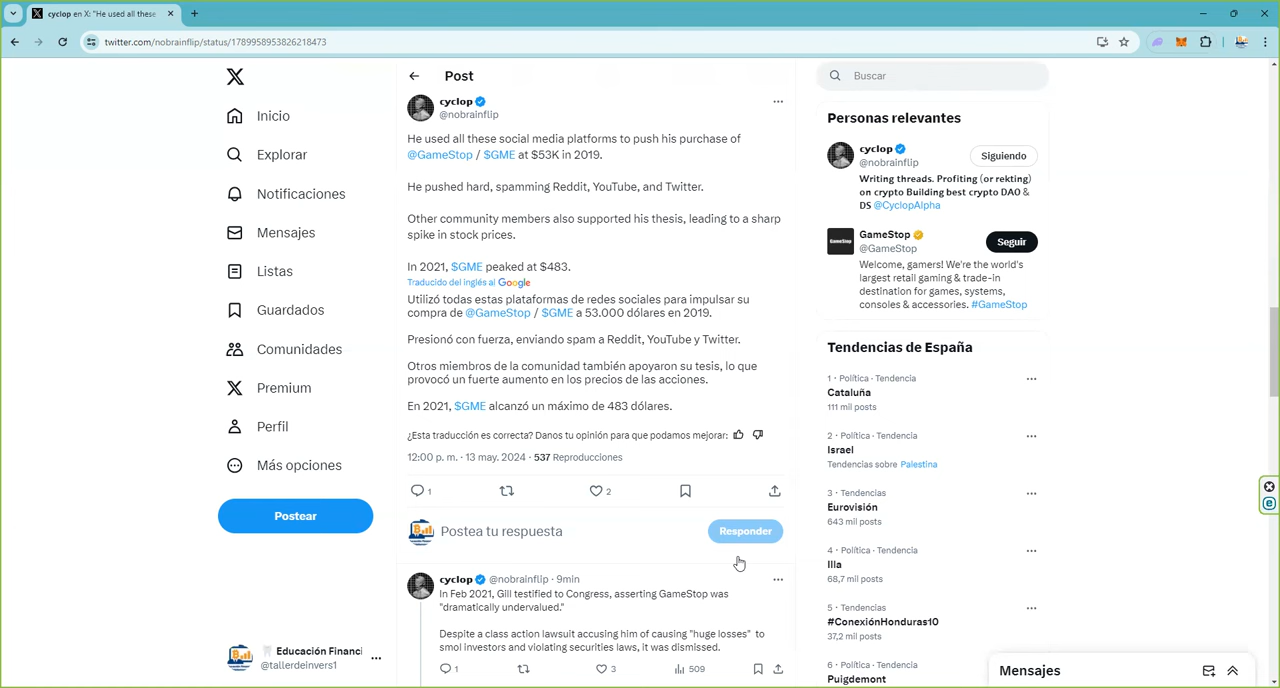 cyclop en X: "He used all these
twitter.com/nobrainflip/status/1789958953826218473
Inicio
Explorar
Notificaciones
Mensajes
Listas
Guardados
Comunidades
Premium
Perfil
Más opciones
Postear
Educación Financi
@tallerdeinvers1
Post
cyclop
@nobrainflip
He used all these social media platforms to push his purchase of
@GameStop / $GME at $53K in 2019.
He pushed hard, spamming Reddit, YouTube, and Twitter.
Other community members also supported his thesis, leading to a sharp
spike in stock prices.
In 2021, $GME peaked at $483.
Traducido del inglés al Google
Utilizó todas estas plataformas de redes sociales para impulsar su
compra de @GameStop / $GME a 53.000 dólares en 2019.
Presionó con fuerza, enviando spam a Reddit, YouTube y Twitter.
Otros miembros de la comunidad también apoyaron su tesis, lo que
provocó un fuerte aumento en los precios de las acciones.
En 2021, $GME alcanzó un máximo de 483 dólares.
¿Esta traducción es correcta? Danos tu opinión para que podamos mejorar:
12:00 p. m. · 13 may. 2024 · 537 Reproducciones
1
2
Postea tu respuesta
Responder
cyclop @nobrainflip · 9min
In Feb 2021, Gill testified to Congress, asserting GameStop was
"dramatically undervalued."
Despite a class action lawsuit accusing him of causing "huge losses" to
smol investors and violating securities laws, it was dismissed.
1
3
509
Buscar
Personas relevantes
cyclop
@nobrainflip
Siguiendo
Writing threads. Profiting (or rekting)
on crypto Building best crypto DAO &
DS @CyclopAlpha
GameStop
GameStop
@GameStop
Seguir
Welcome, gamers! We're the world's
largest retail gaming & trade-in
destination for games, systems,
consoles & accessories. #GameStop
Tendencias de España
1 · Política · Tendencia
Cataluña
111 mil posts
2 · Política · Tendencia
Israel
Tendencias sobre Palestina
3 · Tendencias
Eurovisión
643 mil posts
4 · Política · Tendencia
Illa
68,7 mil posts
5 · Tendencias
#ConexiónHonduras10
37,2 mil posts
6 · Política · Tendencia
Puigdemont
Mensajes